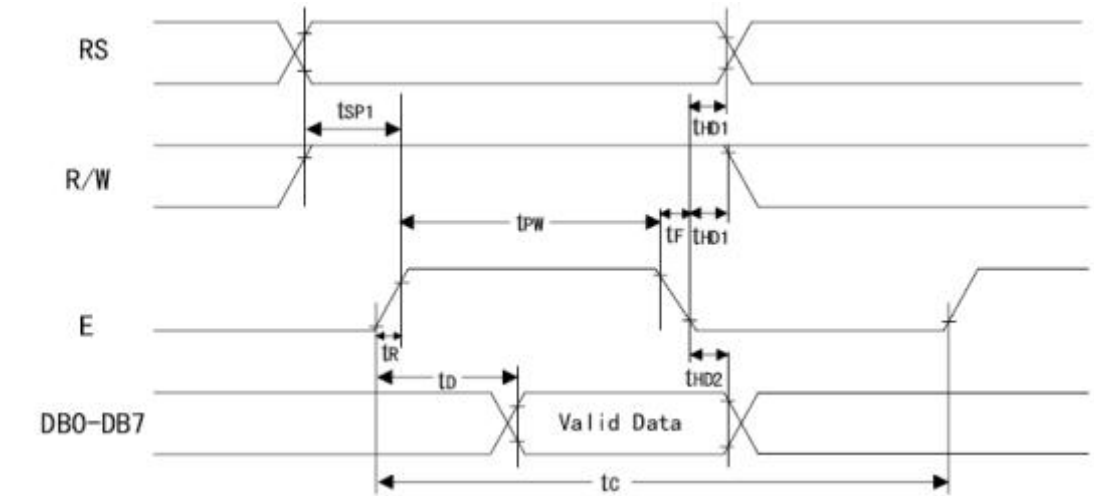 RS
tSP1
tHD1
R/W
tPW
tF
tHD1
E
tR
tD
tHD2
DB0-DB7
Valid Data
tC